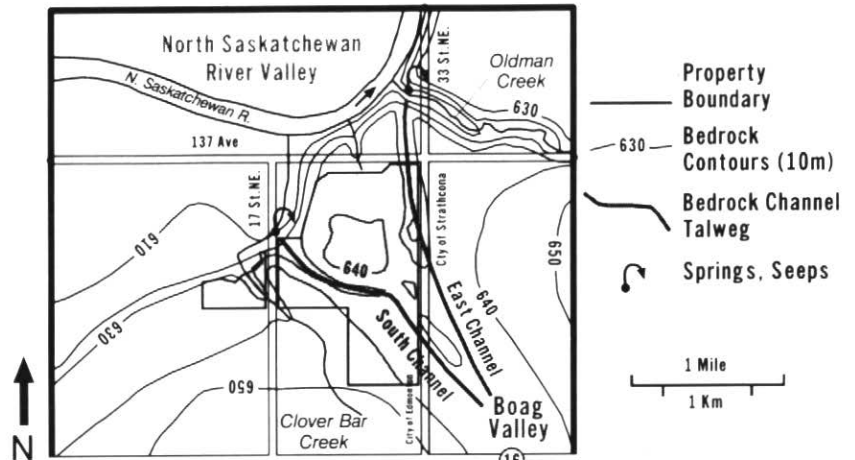 North Saskatchewan
River Valley
N. Saskatchewan R.
33 St. NE.
Oldman
Creek
630
137 Ave
17 St. NE.
City of Strathcona
610
640
650
East Channel
640
630
South Channel
650
Clover Bar
Creek
City of Edmonton
Boag
Valley
16
N
Property
Boundary
630
Bedrock
Contours (10m)
Bedrock Channel
Talweg
Springs, Seeps
1 Mile
1 Km